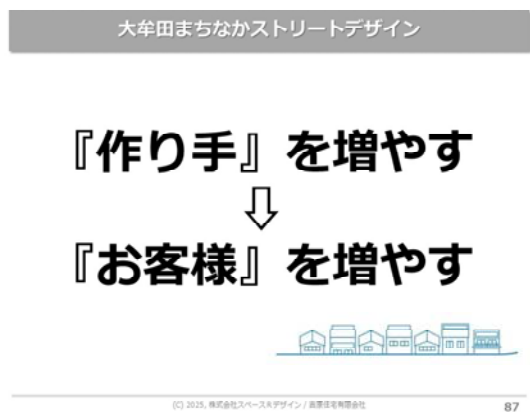 大牟田まちなかストリートデザイン
『作り手』を増やす
⇩
『お客様』を増やす
(C) 2025, 株式会社スペースRデザイン / 吉原住宅有限会社
87